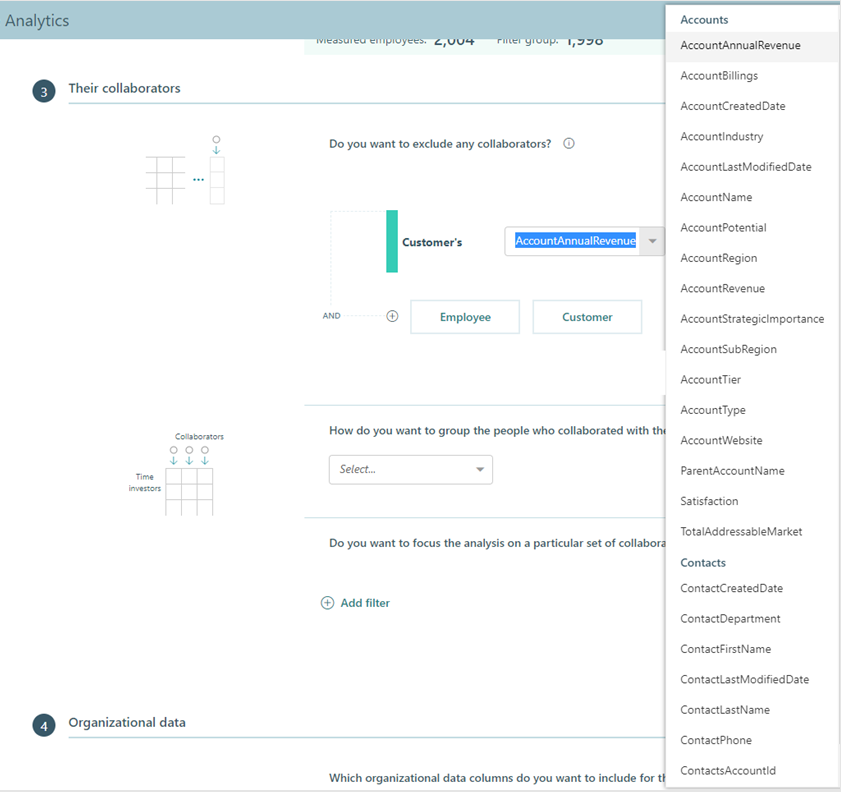 Analytics
Measured employees: 2,004 Filter group: 1,998
3 Their collaborators
Do you want to exclude any collaborators?
Customer's AccountAnnualRevenue
AND Employee Customer
How do you want to group the people who collaborated with the
Collaborators
Time
investors
Select...
Do you want to focus the analysis on a particular set of collabora
Add filter
4 Organizational data
Which organizational data columns do you want to include for th
Accounts
AccountAnnualRevenue
AccountBillings
AccountCreatedDate
AccountIndustry
AccountLastModifiedDate
AccountName
AccountPotential
AccountRegion
AccountRevenue
AccountStrategicImportance
AccountSubRegion
AccountTier
AccountType
AccountWebsite
ParentAccountName
Satisfaction
TotalAddressableMarket
Contacts
ContactCreatedDate
ContactDepartment
ContactFirstName
ContactLastModifiedDate
ContactLastName
ContactPhone
ContactsAccountId